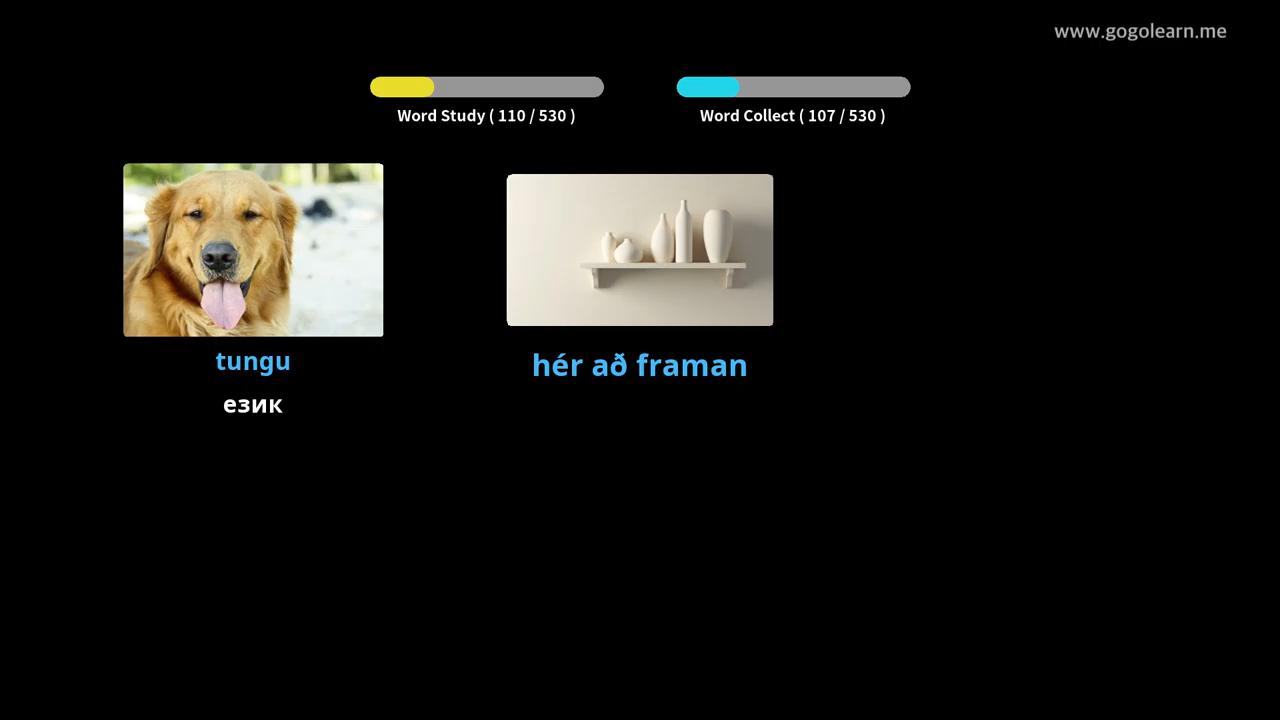 www.gogolearn.me
Word Study ( 110 / 530 )
Word Collect ( 107 / 530 )
tungu
език
hér að framan